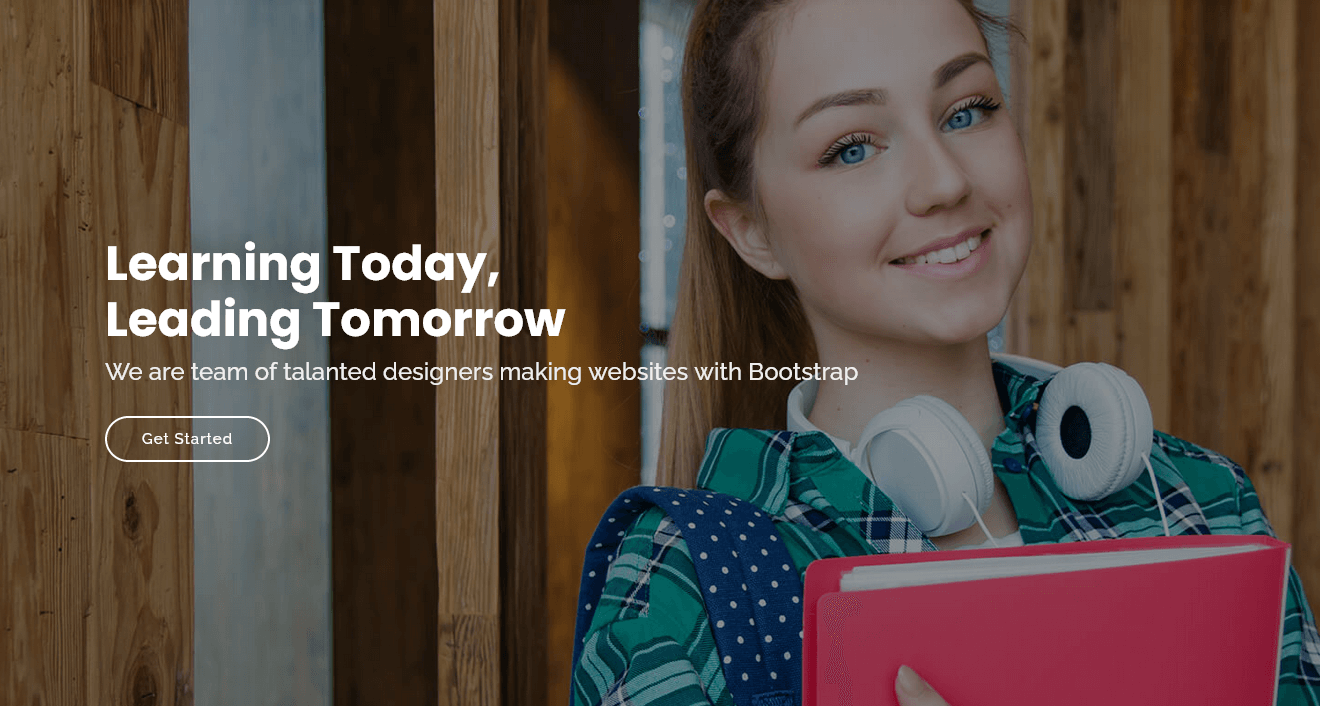 Learning Today,
Leading Tomorrow
We are team of talanted designers making websites with Bootstrap
Get Started